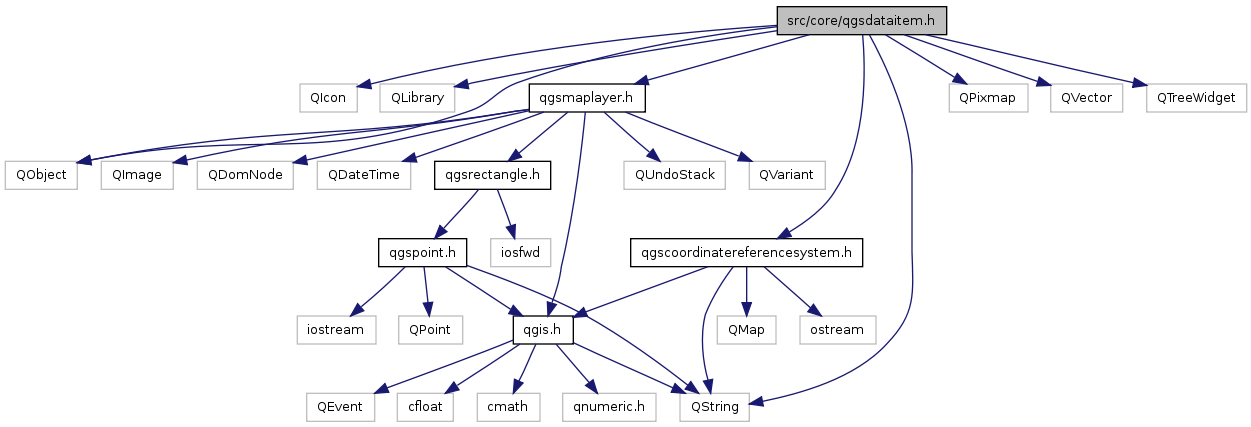 src/core/qgsdataitem.h
QIcon
QLibrary
qgsmaplayer.h
QPixmap
QVector
QTreeWidget
QObject
QImage
QDomNode
QDateTime
qgsrectangle.h
QUndoStack
QVariant
qgspoint.h
iosfwd
qgscoordinatereferencesystem.h
iostream
QPoint
qgis.h
QMap
ostream
QEvent
cfloat
cmath
qnumeric.h
QString